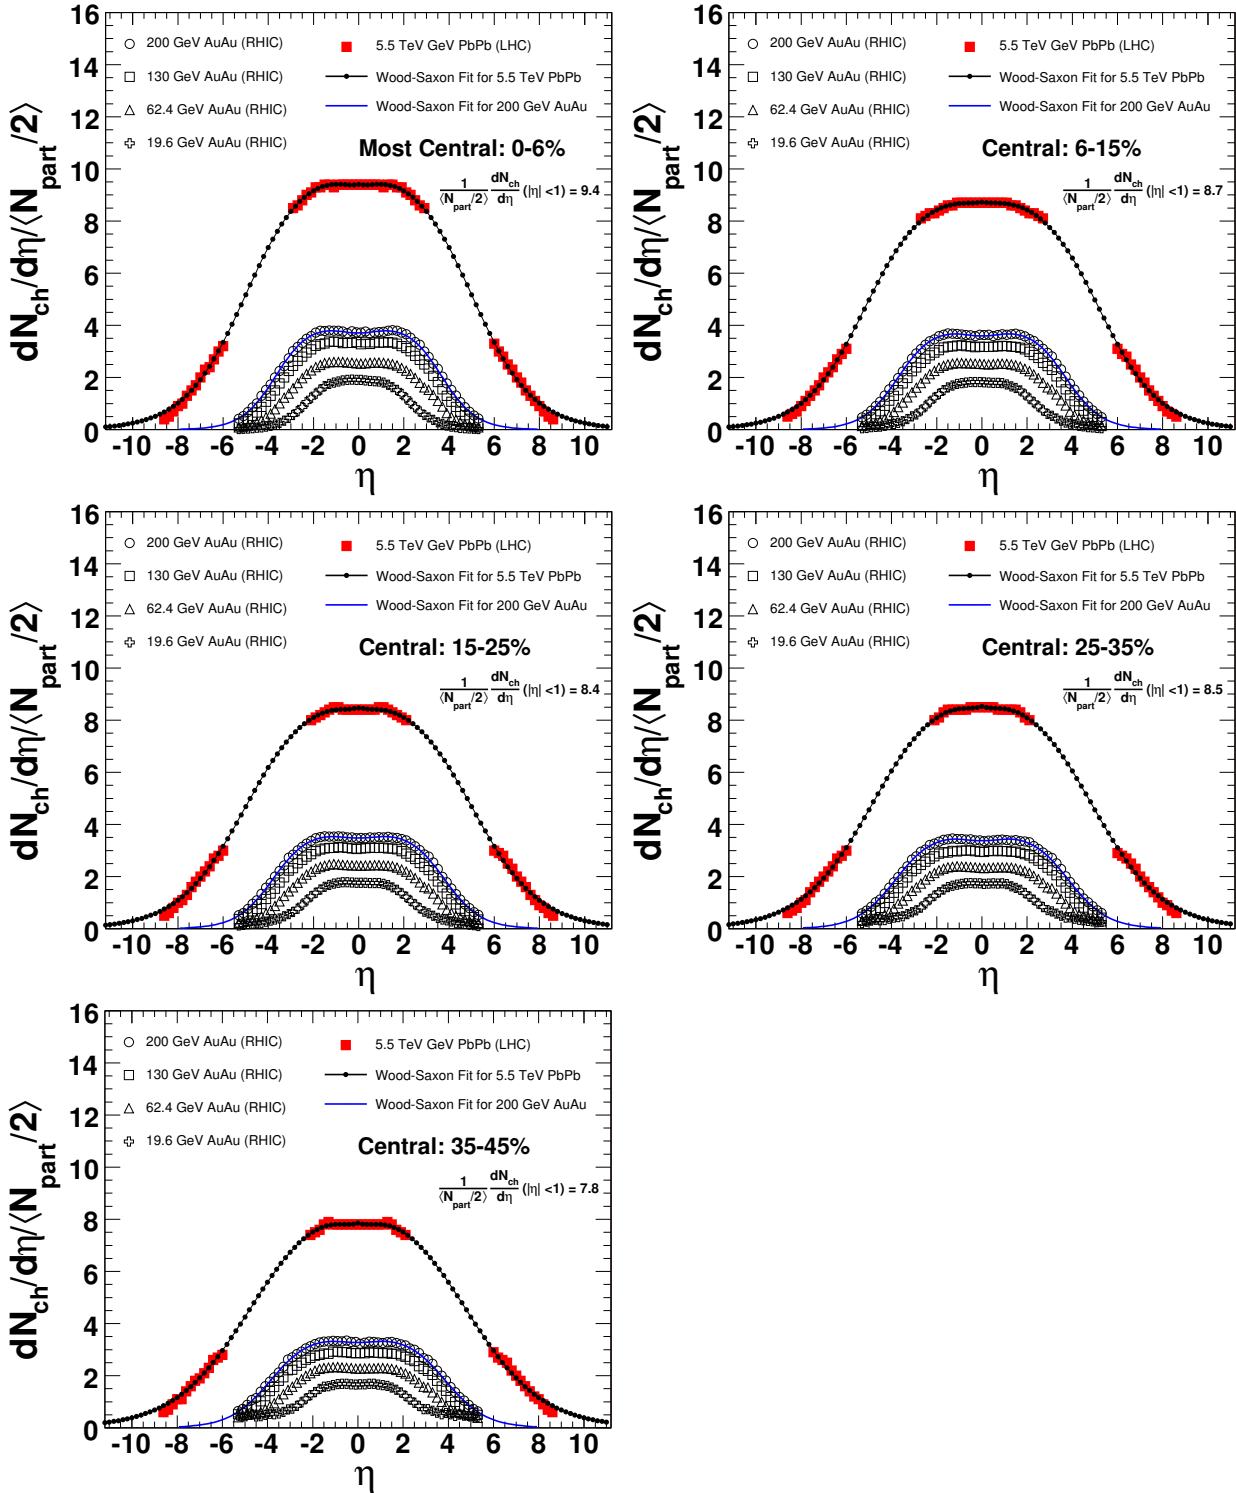 16
14
12
10
8
6
4
2
0
dN_ch/dη/⟨N_part/2⟩
200 GeV AuAu (RHIC)
130 GeV AuAu (RHIC)
62.4 GeV AuAu (RHIC)
19.6 GeV AuAu (RHIC)
5.5 TeV GeV PbPb (LHC)
Wood-Saxon Fit for 5.5 TeV PbPb
Wood-Saxon Fit for 200 GeV AuAu
Most Central: 0-6%
1/⟨N_part/2⟩ dN_ch/dη (|η| <1) = 9.4
-10 -8 -6 -4 -2 0 2 4 6 8 10
η
16
14
12
10
8
6
4
2
0
dN_ch/dη/⟨N_part/2⟩
200 GeV AuAu (RHIC)
130 GeV AuAu (RHIC)
62.4 GeV AuAu (RHIC)
19.6 GeV AuAu (RHIC)
5.5 TeV GeV PbPb (LHC)
Wood-Saxon Fit for 5.5 TeV PbPb
Wood-Saxon Fit for 200 GeV AuAu
Central: 6-15%
1/⟨N_part/2⟩ dN_ch/dη (|η| <1) = 8.7
-10 -8 -6 -4 -2 0 2 4 6 8 10
η
16
14
12
10
8
6
4
2
0
dN_ch/dη/⟨N_part/2⟩
200 GeV AuAu (RHIC)
130 GeV AuAu (RHIC)
62.4 GeV AuAu (RHIC)
19.6 GeV AuAu (RHIC)
5.5 TeV GeV PbPb (LHC)
Wood-Saxon Fit for 5.5 TeV PbPb
Wood-Saxon Fit for 200 GeV AuAu
Central: 15-25%
1/⟨N_part/2⟩ dN_ch/dη (|η| <1) = 8.4
-10 -8 -6 -4 -2 0 2 4 6 8 10
η
16
14
12
10
8
6
4
2
0
dN_ch/dη/⟨N_part/2⟩
200 GeV AuAu (RHIC)
130 GeV AuAu (RHIC)
62.4 GeV AuAu (RHIC)
19.6 GeV AuAu (RHIC)
5.5 TeV GeV PbPb (LHC)
Wood-Saxon Fit for 5.5 TeV PbPb
Wood-Saxon Fit for 200 GeV AuAu
Central: 25-35%
1/⟨N_part/2⟩ dN_ch/dη (|η| <1) = 8.5
-10 -8 -6 -4 -2 0 2 4 6 8 10
η
16
14
12
10
8
6
4
2
0
dN_ch/dη/⟨N_part/2⟩
200 GeV AuAu (RHIC)
130 GeV AuAu (RHIC)
62.4 GeV AuAu (RHIC)
19.6 GeV AuAu (RHIC)
5.5 TeV GeV PbPb (LHC)
Wood-Saxon Fit for 5.5 TeV PbPb
Wood-Saxon Fit for 200 GeV AuAu
Central: 35-45%
1/⟨N_part/2⟩ dN_ch/dη (|η| <1) = 7.8
-10 -8 -6 -4 -2 0 2 4 6 8 10
η